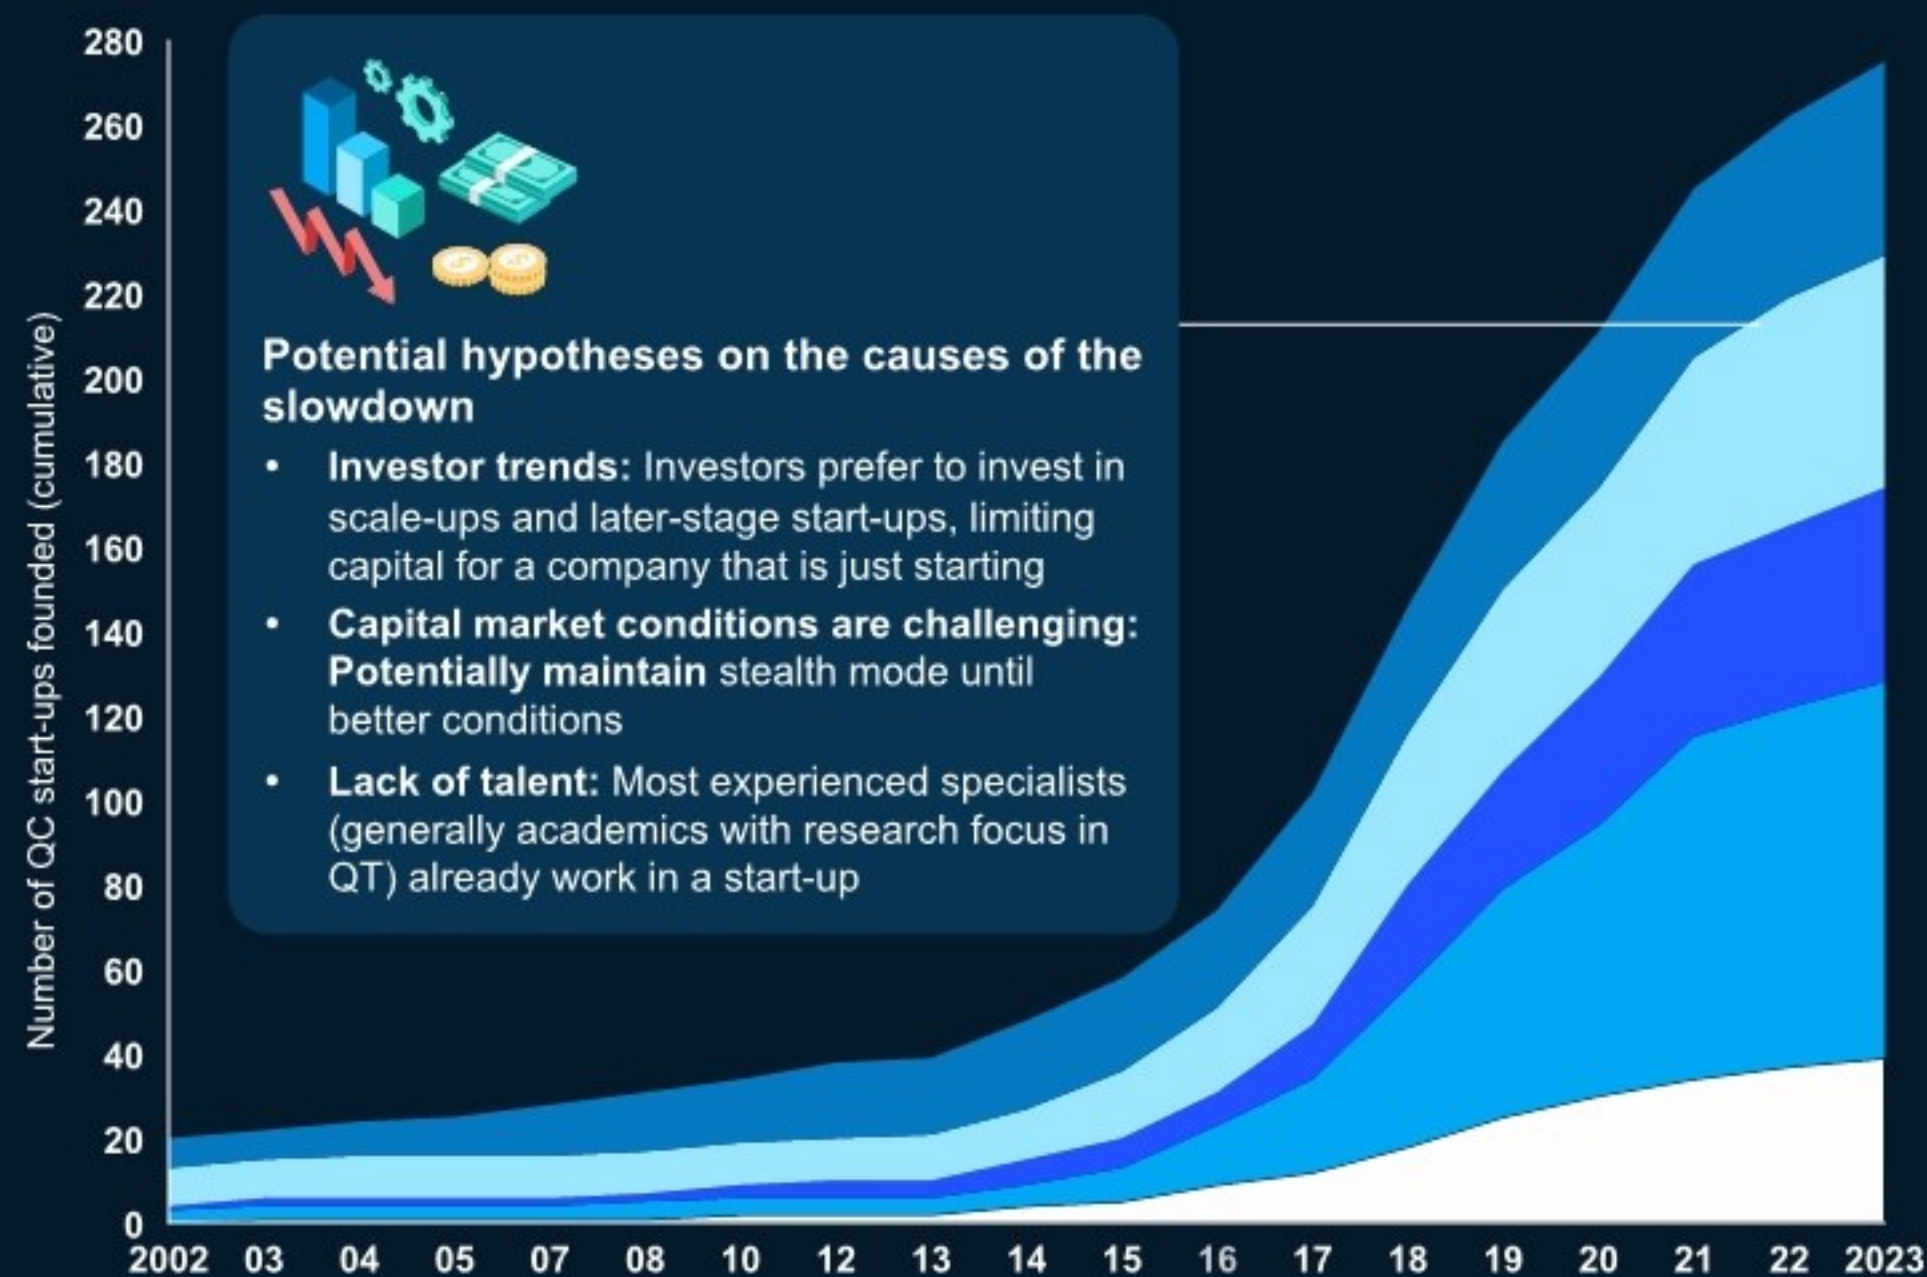 280
260
240
220
200
180
160
140
120
100
80
60
40
20
0
Number of QC start-ups founded (cumulative)
Potential hypotheses on the causes of the
slowdown
• Investor trends: Investors prefer to invest in
scale-ups and later-stage start-ups, limiting
capital for a company that is just starting
• Capital market conditions are challenging:
Potentially maintain stealth mode until
better conditions
• Lack of talent: Most experienced specialists
(generally academics with research focus in
QT) already work in a start-up
2002 03 04 05 07 08 10 12 13 14 15 16 17 18 19 20 21 22 2023